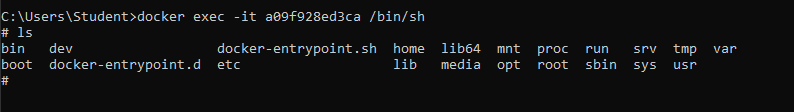 C:\Users\Student>docker exec -it a09f928ed3ca /bin/sh
# ls
bin   dev                  docker-entrypoint.sh  home  lib64  mnt  proc  run   srv  tmp  var
boot  docker-entrypoint.d  etc                   lib   media  opt  root  sbin  sys  usr
#